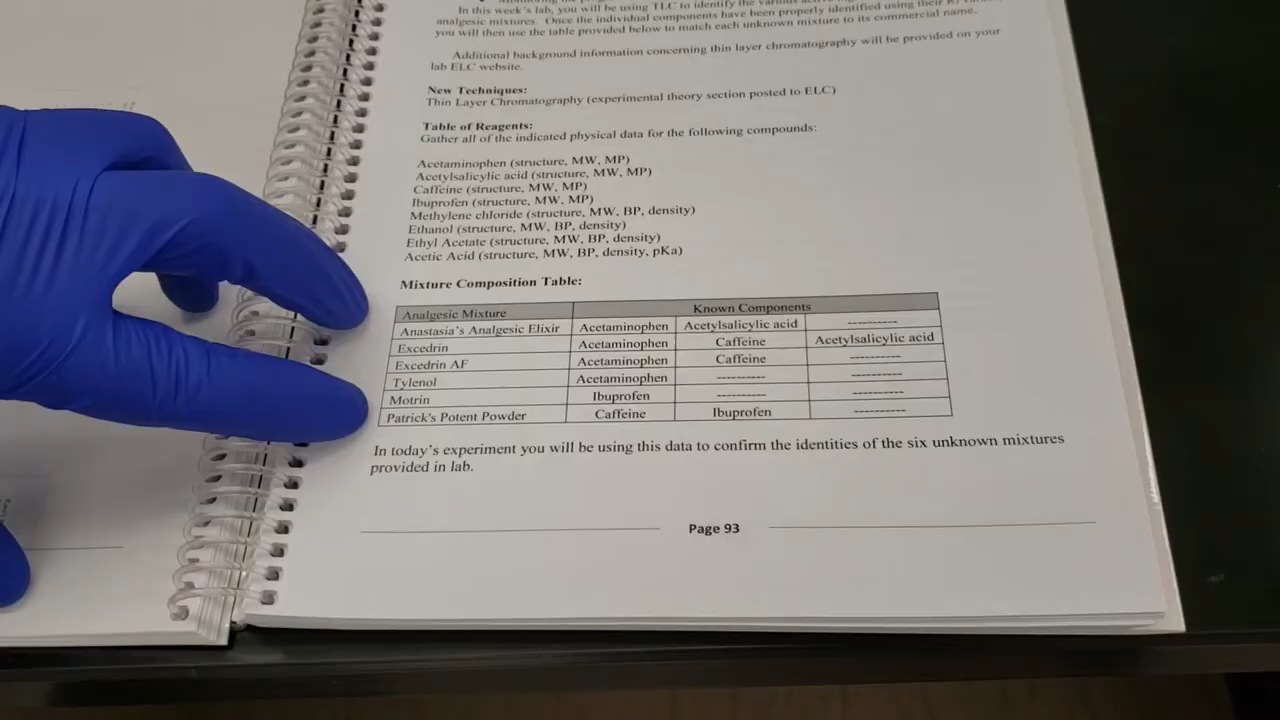 In this week's lab, you will be using TLC to identify the various
analgesic mixtures. Once the individual components have been properly identified using their
you will then use the table provided below to match each unknown mixture to its commercial name.
Additional background information concerning thin layer chromatography will be provided on your
lab ELC website.
New Techniques:
Thin Layer Chromatography (experimental theory section posted to ELC)
Table of Reagents:
Gather all of the indicated physical data for the following compounds:
Acetaminophen (structure, MW, MP)
Acetylsalicylic acid (structure, MW, MP)
Caffeine (structure, MW, MP)
Ibuprofen (structure, MW, MP)
Methylene chloride (structure, MW, BP, density)
Ethanol (structure, MW, BP, density)
Ethyl Acetate (structure, MW, BP, density)
Acetic Acid (structure, MW, BP, density, pKa)
Mixture Composition Table:
Analgesic Mixture Known Components
Anastasia's Analgesic Elixir Acetaminophen Acetylsalicylic acid ----------
Excedrin Acetaminophen Caffeine Acetylsalicylic acid
Excedrin AF Acetaminophen Caffeine ----------
Tylenol Acetaminophen ---------- ----------
Motrin Ibuprofen ---------- ----------
Patrick's Potent Powder Caffeine Ibuprofen ----------
In today's experiment you will be using this data to confirm the identities of the six unknown mixtures
provided in lab.
Page 93